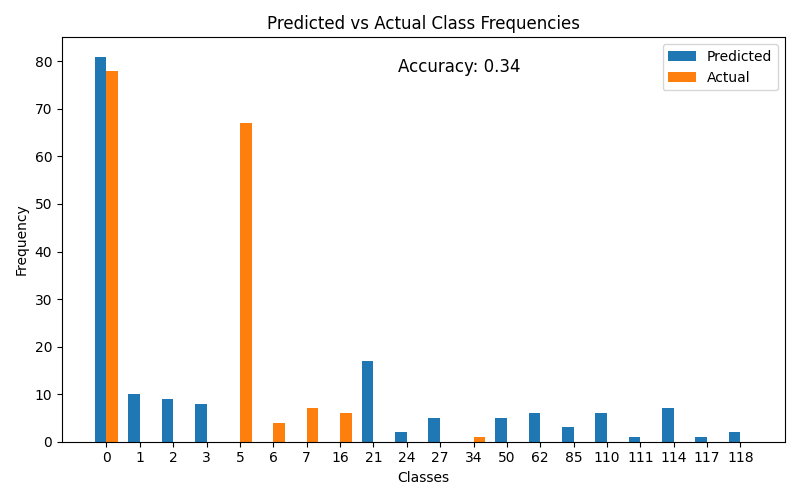 Predicted vs Actual Class Frequencies
Accuracy: 0.34
Predicted
Actual
80
70
60
50
40
30
20
10
0
Frequency
0 1 2 3 5 6 7 16 21 24 27 34 50 62 85 110 111 114 117 118
Classes